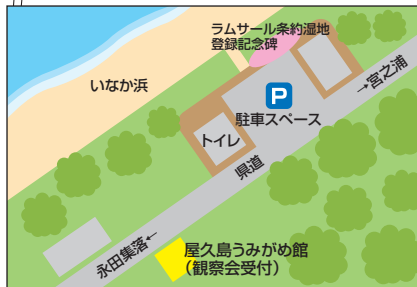 ラムサール条約湿地
登録記念碑
いなか浜
→宮之浦
P
駐車スペース
トイレ
県道
永田集落←
屋久島うみがめ館
(観察会受付)